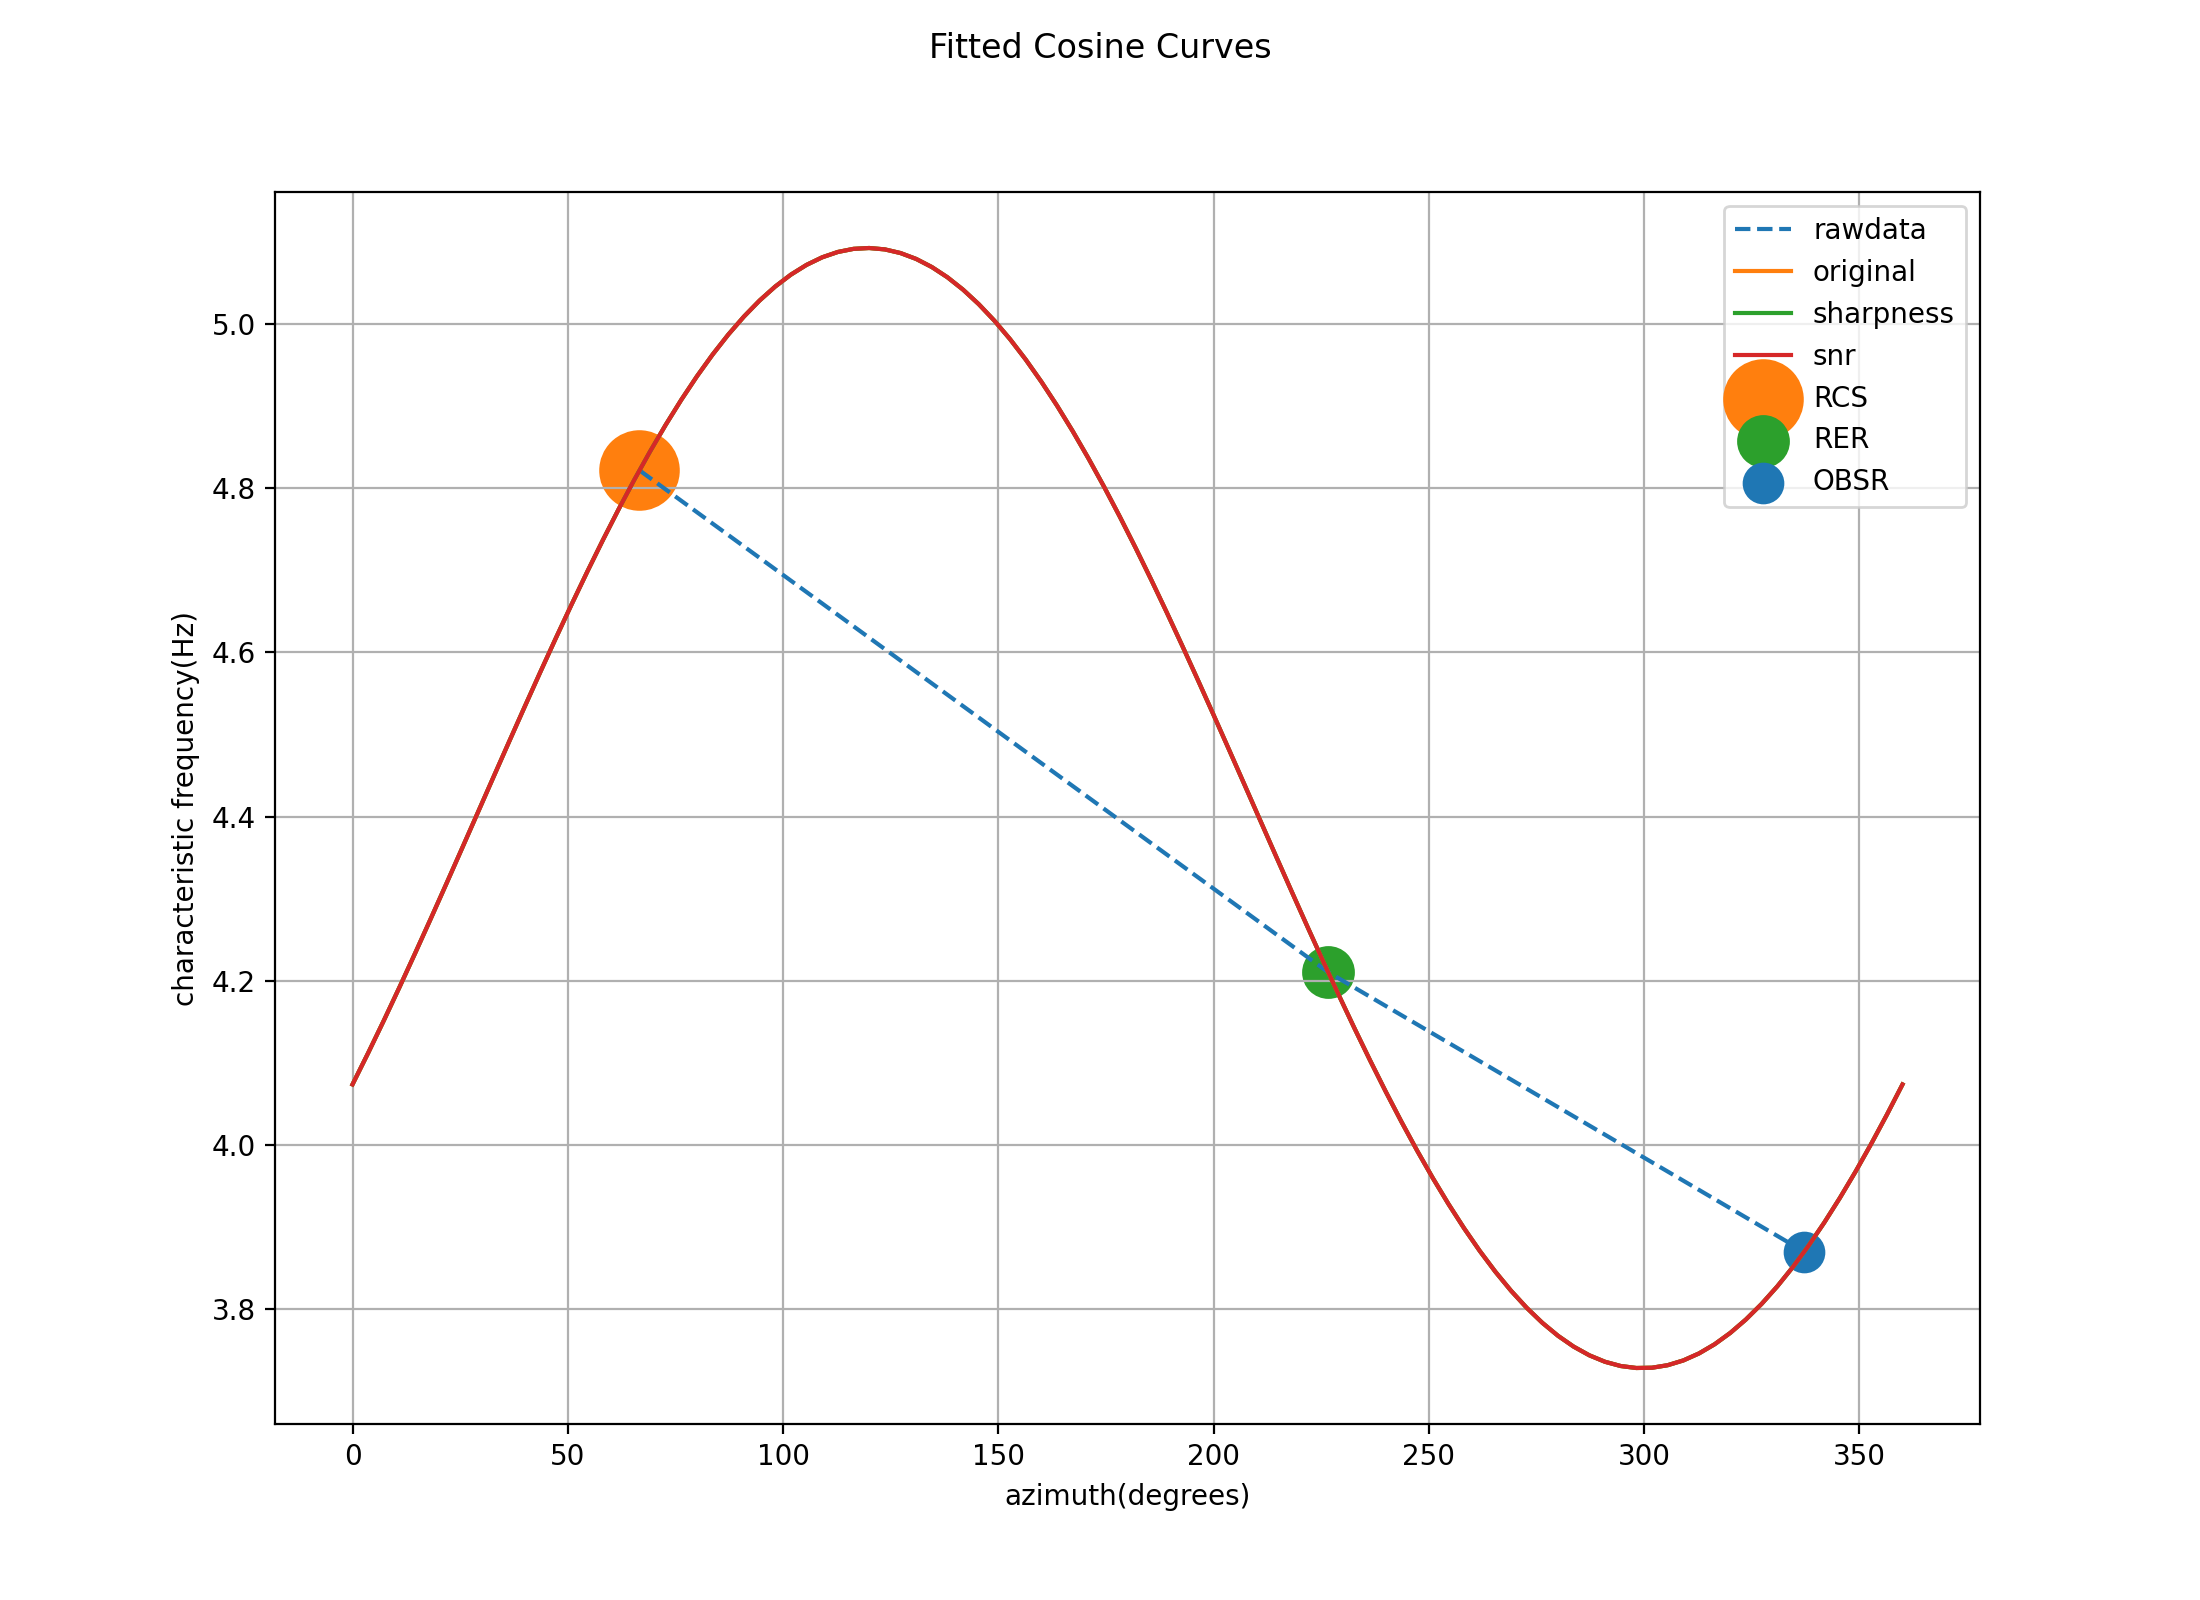 Fitted Cosine Curves
rawdata
original
sharpness
snr
RCS
RER
OBSR
characteristic frequency(Hz)
5.0
4.8
4.6
4.4
4.2
4.0
3.8
0 50 100 150 200 250 300 350
azimuth(degrees)